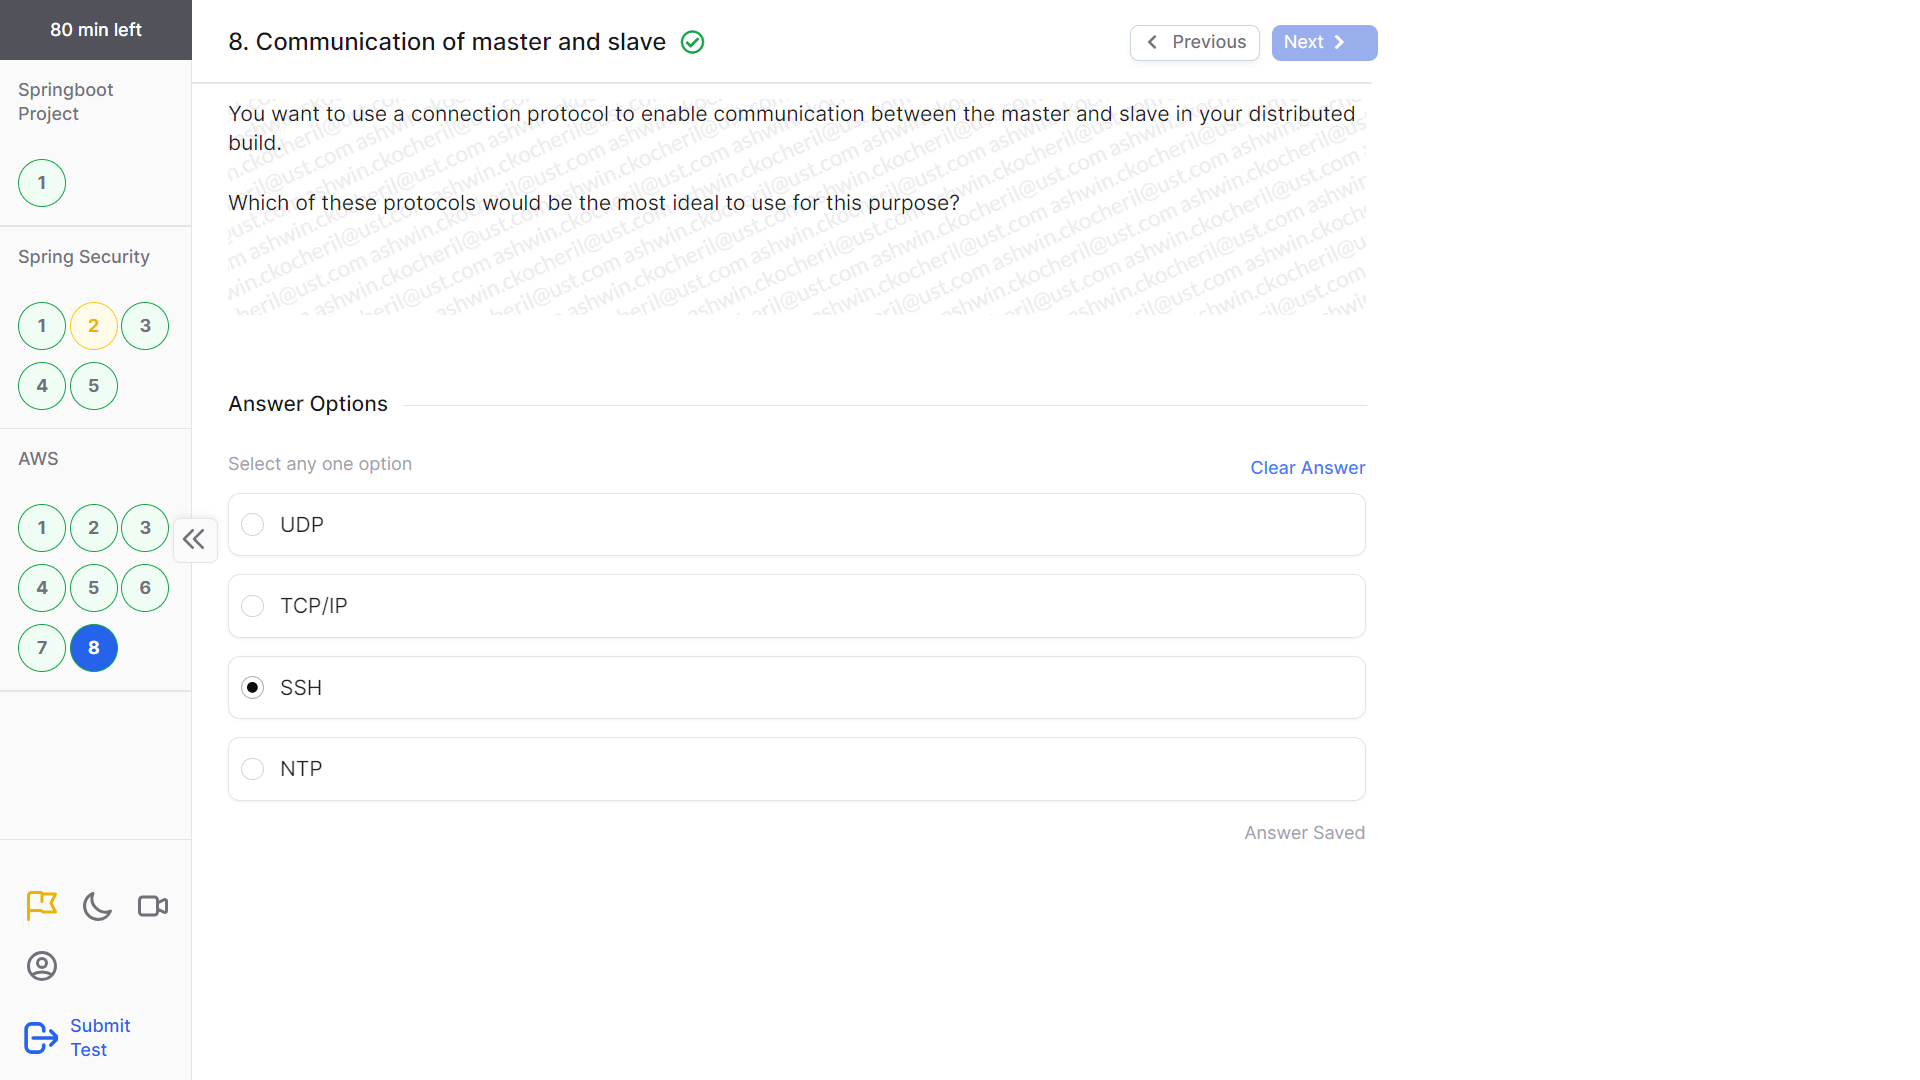 80 min left
8. Communication of master and slave
Previous
Next
Springboot
Project
1
Spring Security
1
2
3
4
5
AWS
1
2
3
4
5
6
7
8
You want to use a connection protocol to enable communication between the master and slave in your distributed
build.
Which of these protocols would be the most ideal to use for this purpose?
ashwin.ckocheril@ust.com
Answer Options
Select any one option
Clear Answer
UDP
TCP/IP
SSH
NTP
Answer Saved
Submit
Test